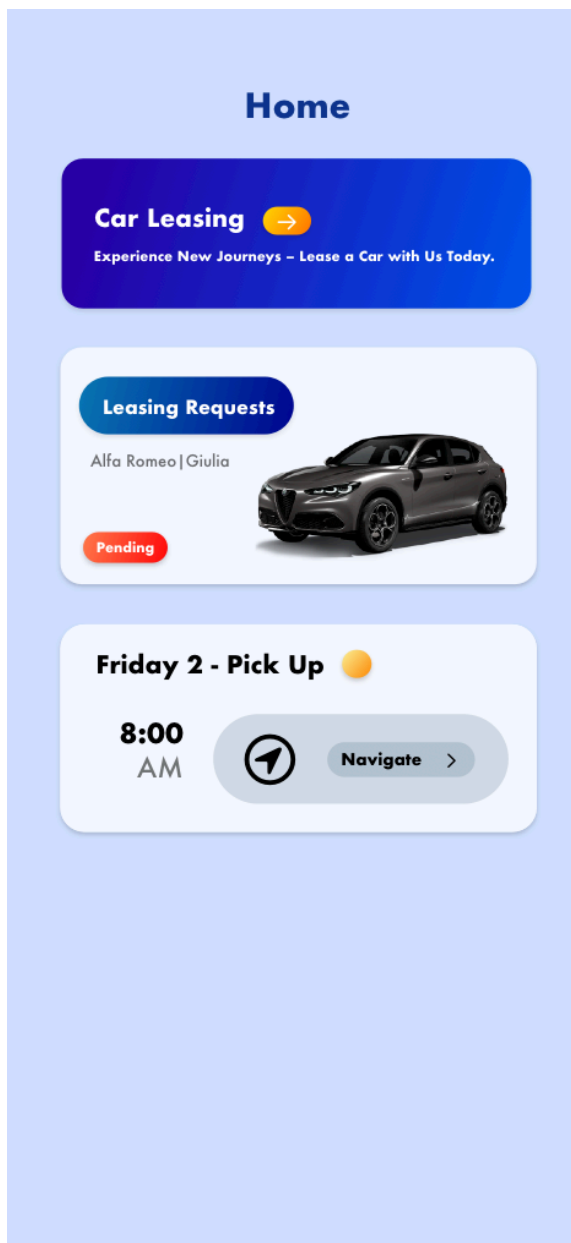 Home
Car Leasing
Experience New Journeys – Lease a Car with Us Today.
Leasing Requests
Alfa Romeo|Giulia
Pending
Friday 2 - Pick Up
8:00
AM
Navigate